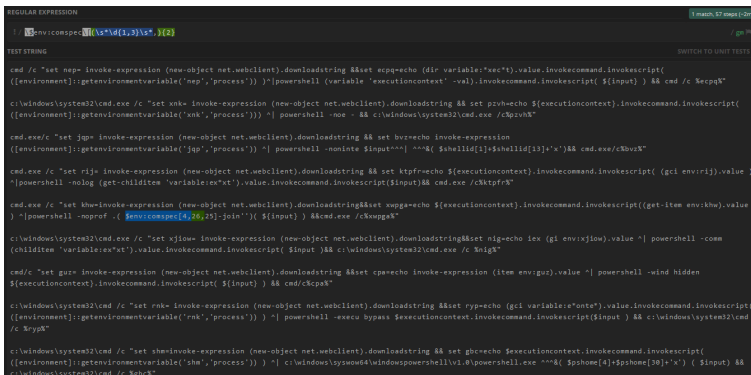 REGULAR EXPRESSION
1 match, 57 steps (~2m
\$env:comspec\[(\s*\d{1,3}\s*,){2}
/ gm
TEST STRING
SWITCH TO UNIT TESTS
cmd /c "set nep= invoke-expression (new-object net.webclient).downloadstring &&set ecpq=echo (dir variable:*xec*t).value.invokecommand.invokescript(
([environment]::getenvironmentvariable('nep','process')) )^|powershell (variable 'executioncontext' -val).invokecommand.invokescript( ${input} ) && cmd /c %ecpq%"
c:\windows\system32\cmd.exe /c "set xnk= invoke-expression (new-object net.webclient).downloadstring && set pzvh=echo ${executioncontext}.invokecommand.invokescript(
([environment]::getenvironmentvariable('xnk','process'))) ^| powershell -noe - && c:\windows\system32\cmd.exe /c%pzvh%"
cmd.exe/c "set jqp= invoke-expression (new-object net.webclient).downloadstring && set bvz=echo invoke-expression
([environment]::getenvironmentvariable('jqp','process')) ^| powershell -noninte $input^^^| ^^^&( $shellid[1]+$shellid[13]+'x')&& cmd.exe/c%bvz%"
cmd.exe /c "set rij= invoke-expression (new-object net.webclient).downloadstring && set ktpfr=echo ${executioncontext}.invokecommand.invokescript( (gci env:rij).value )
^|powershell -nolog (get-childitem 'variable:ex*xt').value.invokecommand.invokescript($input)&& cmd.exe /c%ktpfr%"
cmd.exe /c "set khw=invoke-expression (new-object net.webclient).downloadstring&&set xwpga=echo ${executioncontext}.invokecommand.invokescript((get-item env:khw).value
) ^|powershell -noprof .( $env:comspec[4,26,25]-join'')( ${input} ) &&cmd.exe /c%xwpga%"
c:\windows\system32\cmd.exe /c "set xjiow= invoke-expression (new-object net.webclient).downloadstring&&set nig=echo iex (gi env:xjiow).value ^| powershell -comm
(childitem 'variable:ex*xt').value.invokecommand.invokescript( $input )&& c:\windows\system32\cmd.exe /c %nig%"
cmd/c "set guz= invoke-expression (new-object net.webclient).downloadstring &&set cpa=echo invoke-expression (item env:guz).value ^| powershell -wind hidden
${executioncontext}.invokecommand.invokescript( ${input} ) && cmd/c%cpa%"
c:\windows\system32\cmd /c "set rnk= invoke-expression (new-object net.webclient).downloadstring &&set ryp=echo (gci variable:e*onte*).value.invokecommand.invokescript(
([environment]::getenvironmentvariable('rnk','process')) ) ^| powershell -execu bypass $executioncontext.invokecommand.invokescript($input ) && c:\windows\system32\cmd
/c %ryp%"
c:\windows\system32\cmd /c "set shm=invoke-expression (new-object net.webclient).downloadstring && set gbc=echo $executioncontext.invokecommand.invokescript(
([environment]::getenvironmentvariable('shm','process')) ) ^| c:\windows\syswow64\windowspowershell\v1.0\powershell.exe ^^^&( $pshome[4]+$pshome[30]+'x') ( $input) &&
c:\windows\system32\cmd /c %gbc%"